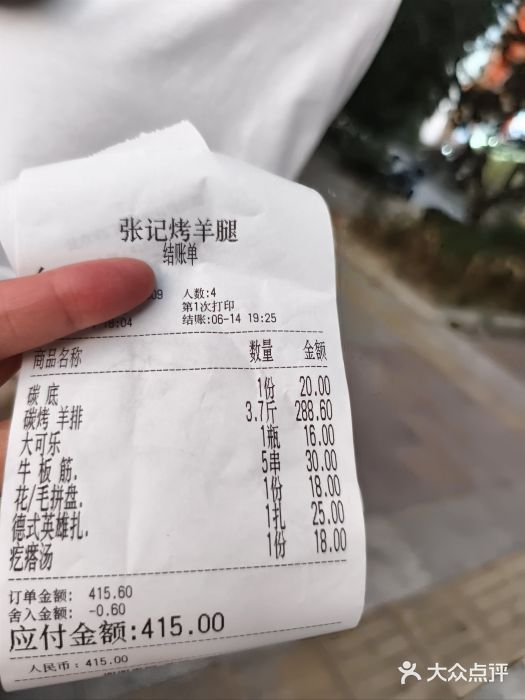 张记烤羊腿
结账单
09 人数:4
第1次打印
18:04 结账:06-14 19:25
商品名称 数量 金额
碳 底 1份 20.00
碳烤 羊排 3.7斤 288.60
大可乐 1瓶 16.00
牛 板 筋. 5串 30.00
花/毛拼盘. 1份 18.00
德式英雄扎. 1扎 25.00
疙瘩汤 1份 18.00
订单金额: 415.60
舍入金额: -0.60
应付金额:415.00
人民币:415.00
大众点评